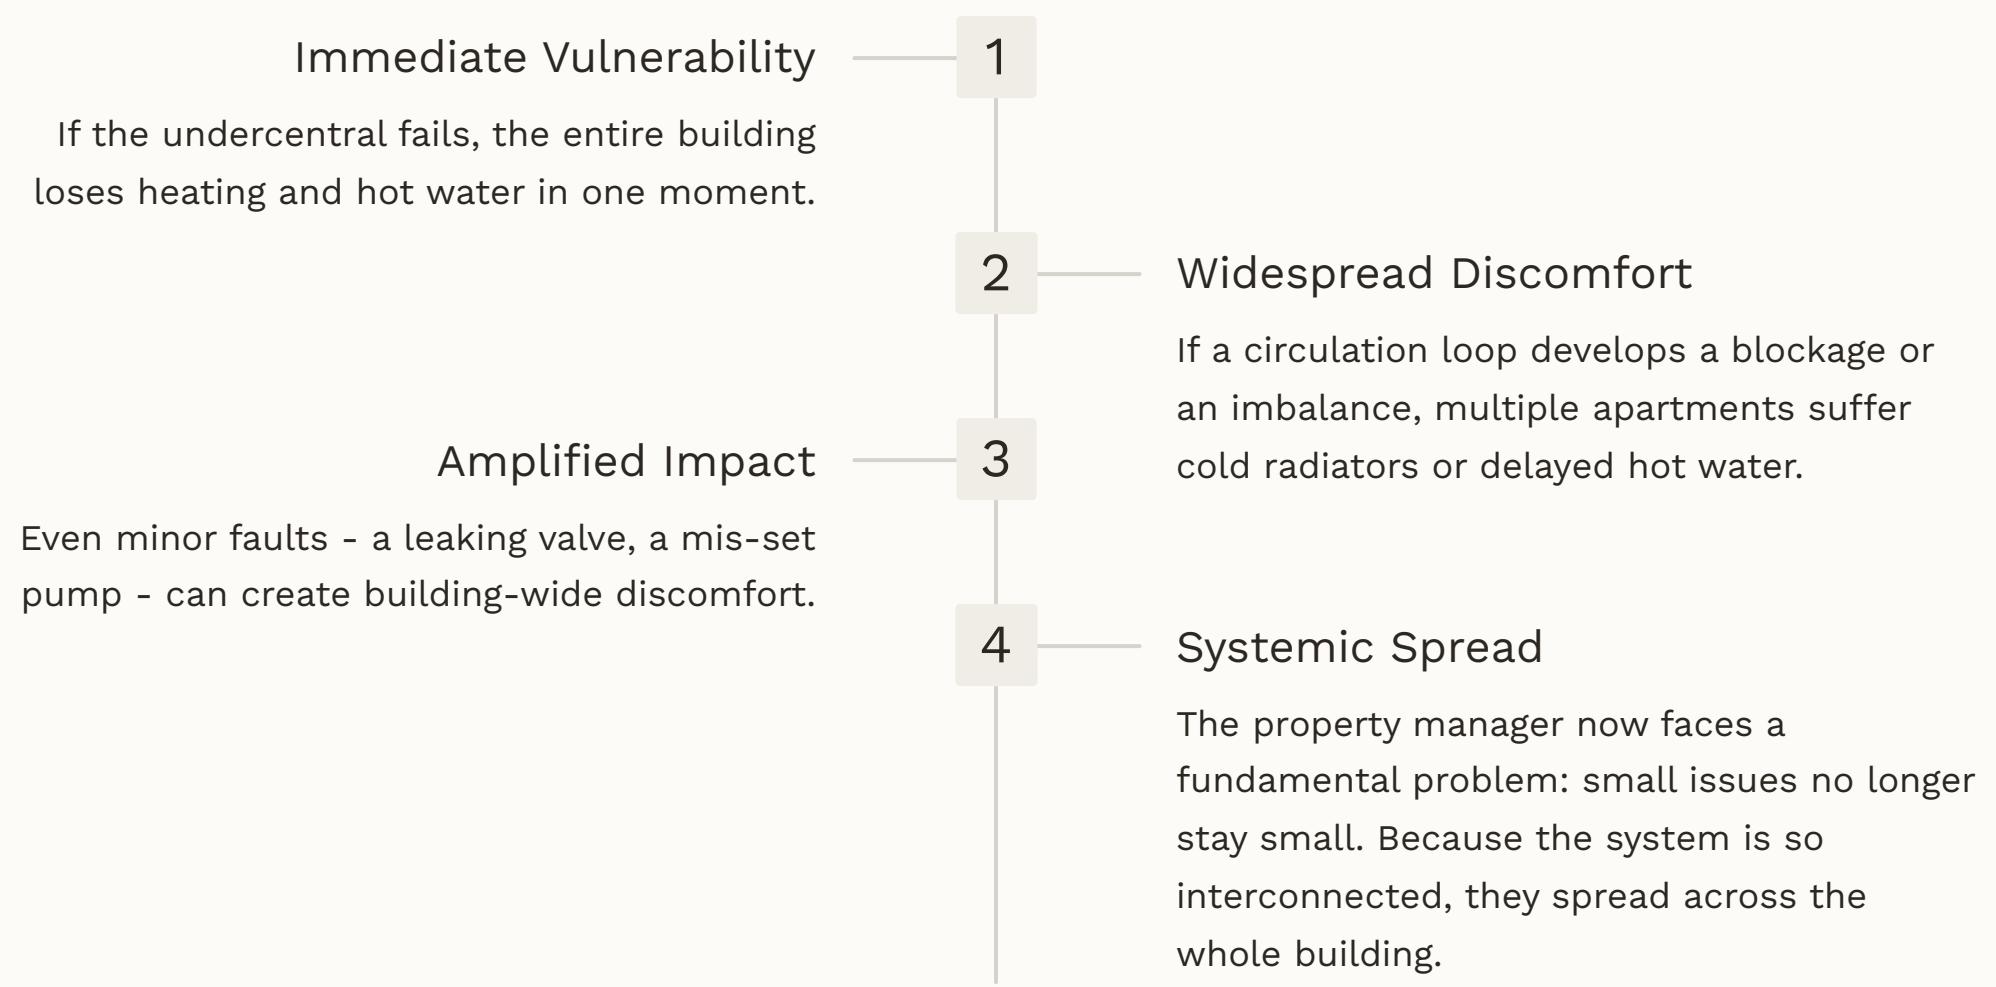 1
Immediate Vulnerability
If the undercentral fails, the entire building
loses heating and hot water in one moment.
2
Widespread Discomfort
If a circulation loop develops a blockage or
an imbalance, multiple apartments suffer
cold radiators or delayed hot water.
3
Amplified Impact
Even minor faults - a leaking valve, a mis-set
pump - can create building-wide discomfort.
4
Systemic Spread
The property manager now faces a
fundamental problem: small issues no longer
stay small. Because the system is so
interconnected, they spread across the
whole building.